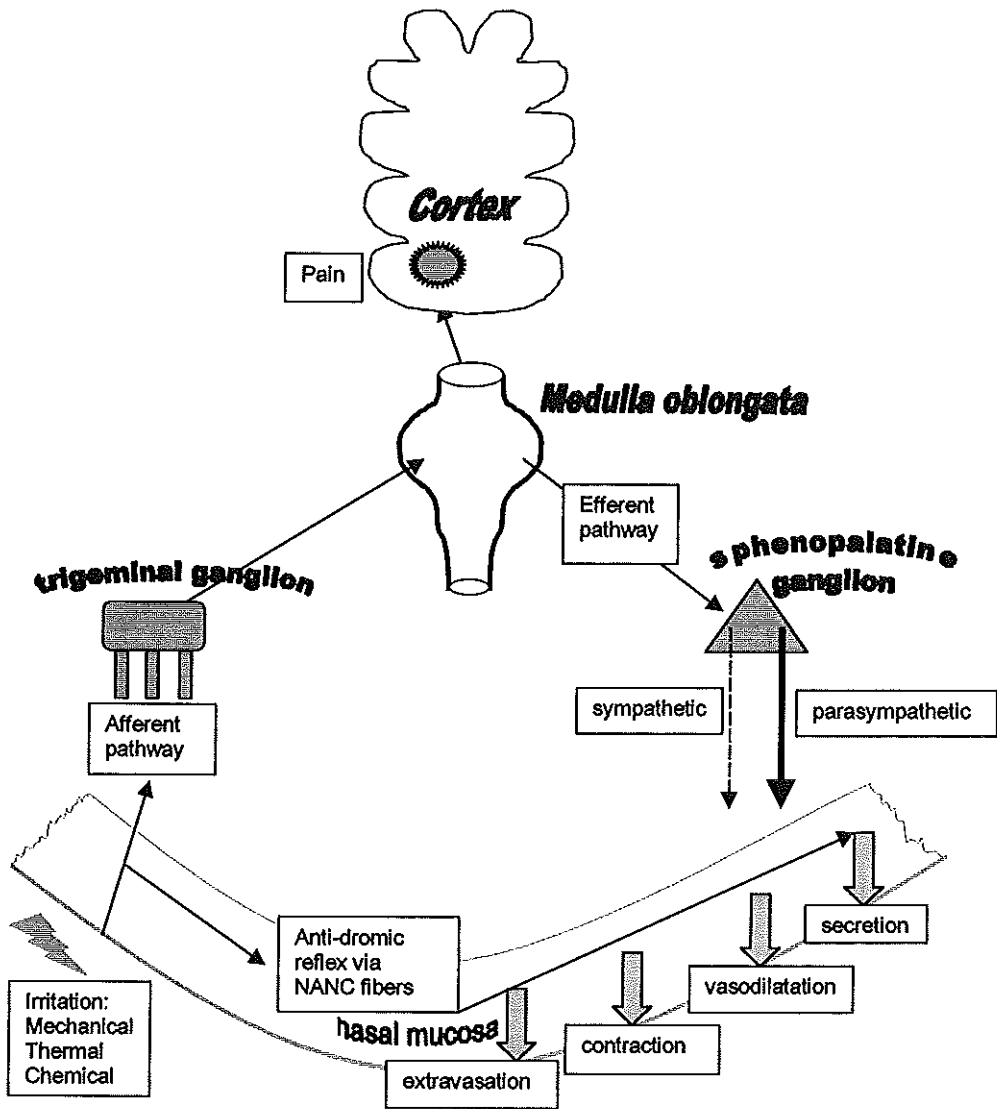 Cortex
Pain
Medulla oblongata
Efferent
pathway
sphenopalatine
ganglion
trigeminal ganglion
sympathetic
parasympathetic
Afferent
pathway
Anti-dromic
reflex via
NANC fibers
secretion
vasodilatation
Irritation:
Mechanical
Thermal
Chemical
nasal mucosa
contraction
extravasation